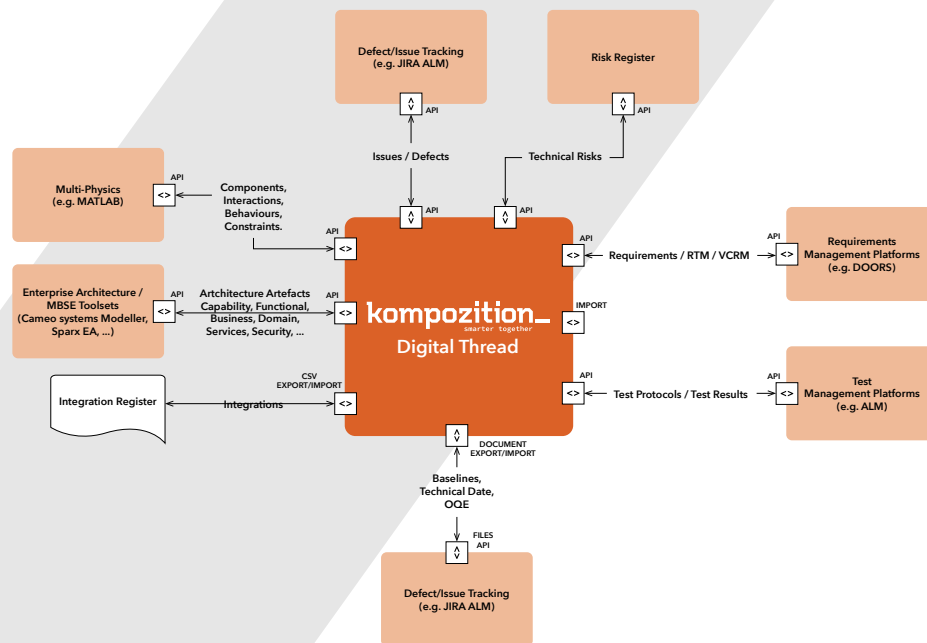 Defect/Issue Tracking
(e.g. JIRA ALM)
API
Risk Register
API
Issues / Defects
Technical Risks
API
API
Multi-Physics
(e.g. MATLAB)
API
Components,
Interactions,
Behaviours,
Constraints.
API
Enterprise Architecture /
MBSE Toolsets
(Cameo systems Modeller,
Sparx EA, ...)
API
Artchitecture Artefacts
Capability, Functional,
Business, Domain,
Services, Security, ...
API
Integration Register
Integrations
CSV
EXPORT/IMPORT
kompozition_
smarter together
Digital Thread
API
Requirements / RTM / VCRM
API
Requirements
Management Platforms
(e.g. DOORS)
IMPORT
API
Test Protocols / Test Results
API
Test
Management Platforms
(e.g. ALM)
DOCUMENT
EXPORT/IMPORT
Baselines,
Technical Date,
OQE
FILES
API
Defect/Issue Tracking
(e.g. JIRA ALM)